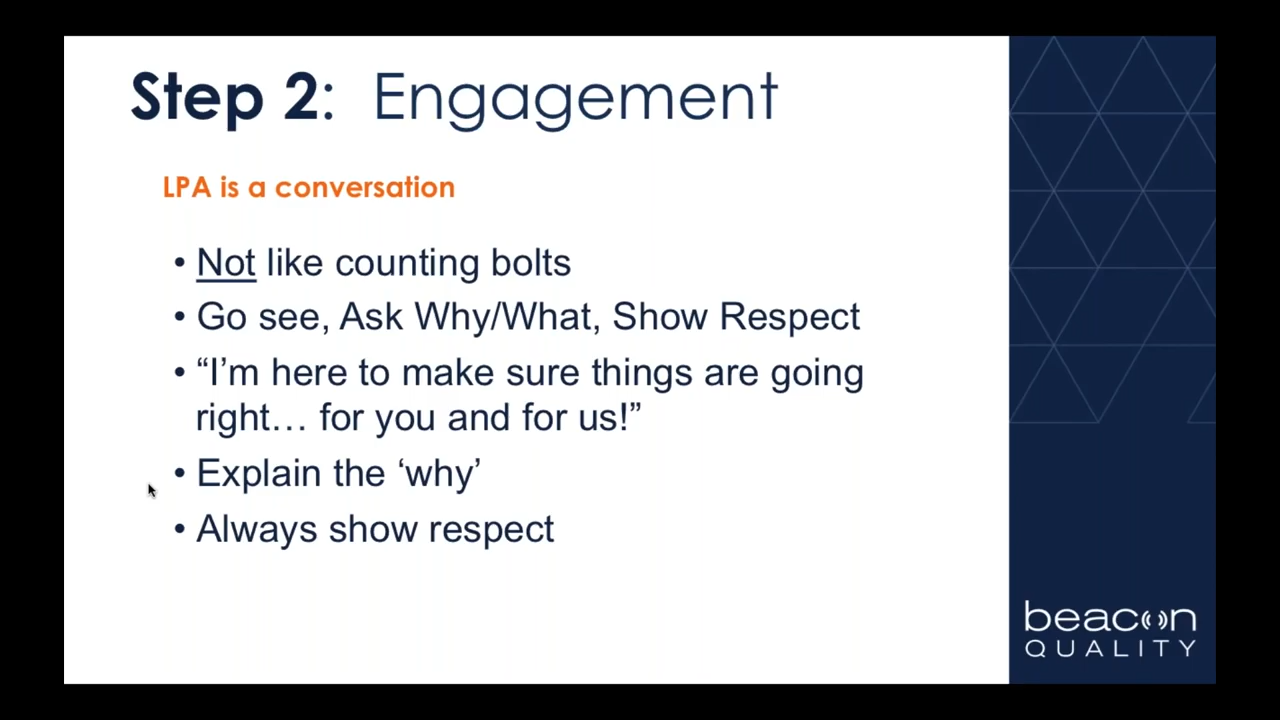 Step 2: Engagement
LPA is a conversation
• Not like counting bolts
• Go see, Ask Why/What, Show Respect
• “I’m here to make sure things are going
right… for you and for us!”
• Explain the ‘why’
• Always show respect
beacon
QUALITY